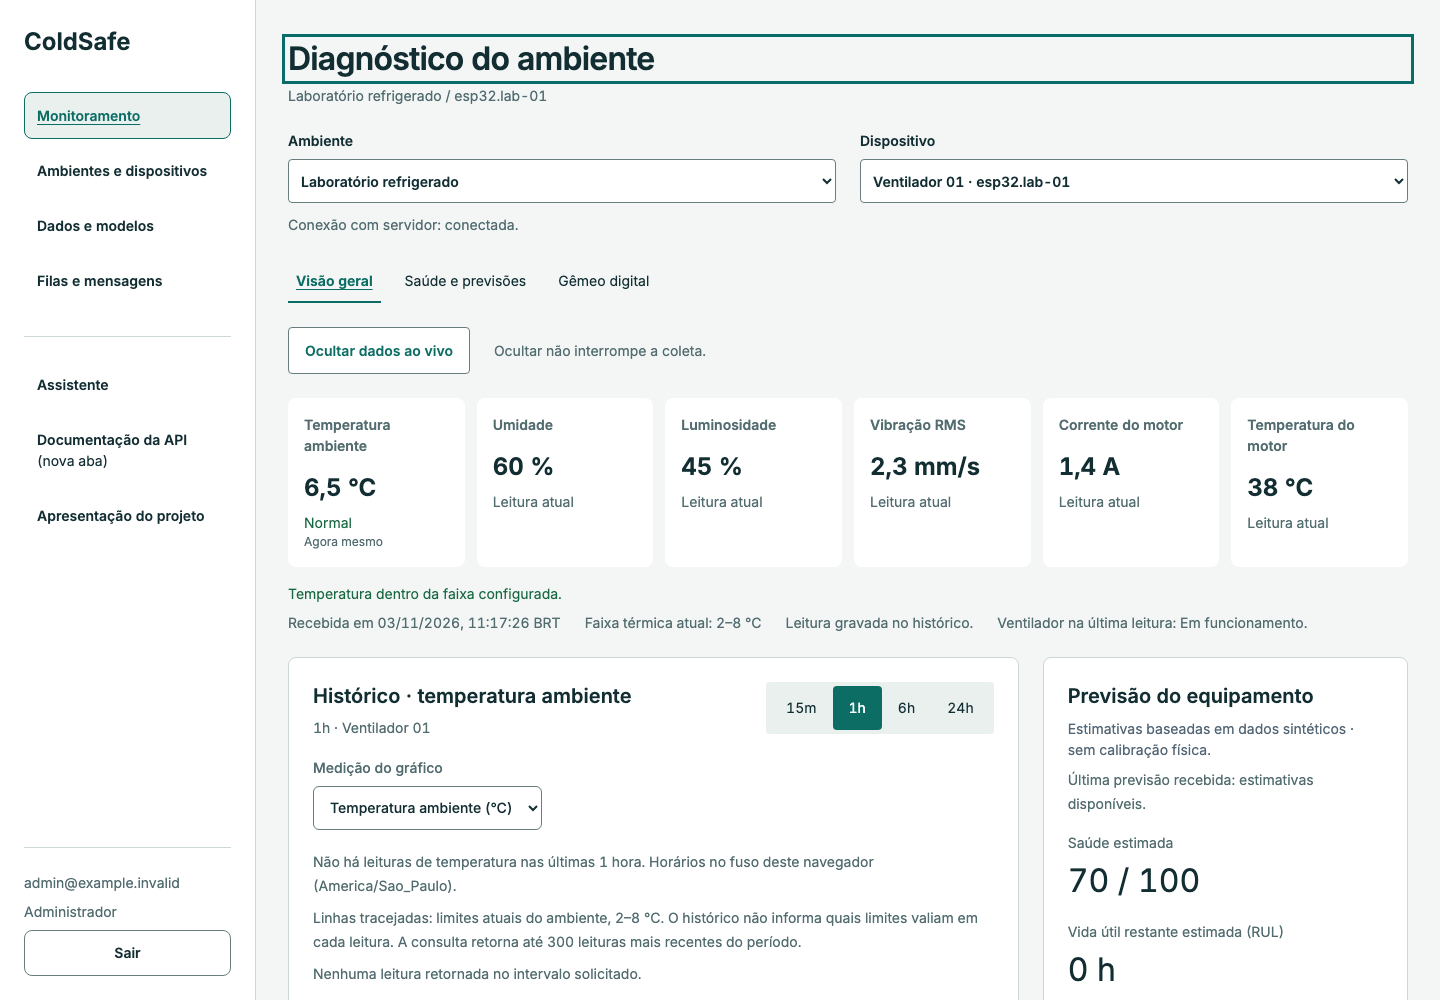 ColdSafe
Monitoramento
Ambientes e dispositivos
Dados e modelos
Filas e mensagens
Assistente
Documentação da API
(nova aba)
Apresentação do projeto
admin@example.invalid
Administrador
Sair
Diagnóstico do ambiente
Laboratório refrigerado / esp32.lab-01
Ambiente
Laboratório refrigerado
Dispositivo
Ventilador 01 · esp32.lab-01
Conexão com servidor: conectada.
Visão geral
Saúde e previsões
Gêmeo digital
Ocultar dados ao vivo
Ocultar não interrompe a coleta.
Temperatura
ambiente
6,5 °C
Normal
Agora mesmo
Umidade
60 %
Leitura atual
Luminosidade
45 %
Leitura atual
Vibração RMS
2,3 mm/s
Leitura atual
Corrente do motor
1,4 A
Leitura atual
Temperatura do
motor
38 °C
Leitura atual
Temperatura dentro da faixa configurada.
Recebida em 03/11/2026, 11:17:26 BRT
Faixa térmica atual: 2–8 °C
Leitura gravada no histórico.
Ventilador na última leitura: Em funcionamento.
Histórico · temperatura ambiente
1h · Ventilador 01
15m
1h
6h
24h
Medição do gráfico
Temperatura ambiente (°C)
Não há leituras de temperatura nas últimas 1 hora. Horários no fuso deste navegador
(America/Sao_Paulo).
Linhas tracejadas: limites atuais do ambiente, 2–8 °C. O histórico não informa quais limites valiam em
cada leitura. A consulta retorna até 300 leituras mais recentes do período.
Nenhuma leitura retornada no intervalo solicitado.
Previsão do equipamento
Estimativas baseadas em dados sintéticos ·
sem calibração física.
Última previsão recebida: estimativas
disponíveis.
Saúde estimada
70 / 100
Vida útil restante estimada (RUL)
0 h